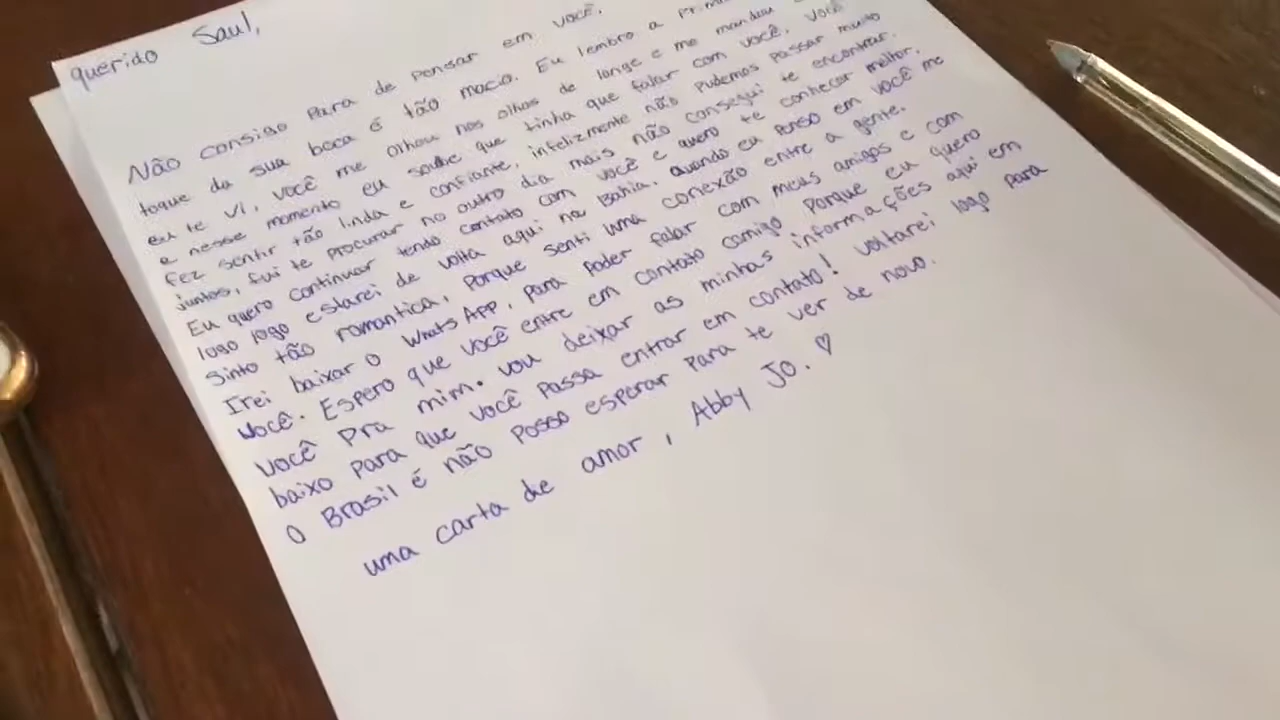 querido Saul,
Não consigo Para de pensar em você.
toque da sua boca é tão macio. Eu lembro a
eu te vi, você me olhou nos olhos de longe e me mandou
e nesse momento eu soube que tinha que falar com você, você
fez sentir tão linda e confiante, infelizmente não pudemos passar muito
juntos, fui te procurar no outro dia mais não consegui te encontrar.
Eu quero continuar tendo contato com você e quero te conhecer melhor.
logo logo estarei de volta aqui na Bahia, quando eu penso em você me
sinto tão romantica, Porque senti uma conexão entre a gente.
Irei baixar o WhatsApp, para poder falar com meus amigos e com
você. Espero que você entre em contato comigo porque eu quero
você pra mim. vou deixar as minhas informações aqui em
baixo para que você possa entrar em contato! voltarei logo para
o Brasil é não posso esperar para te ver de novo.
uma carta de amor, Abby Jo. ♡